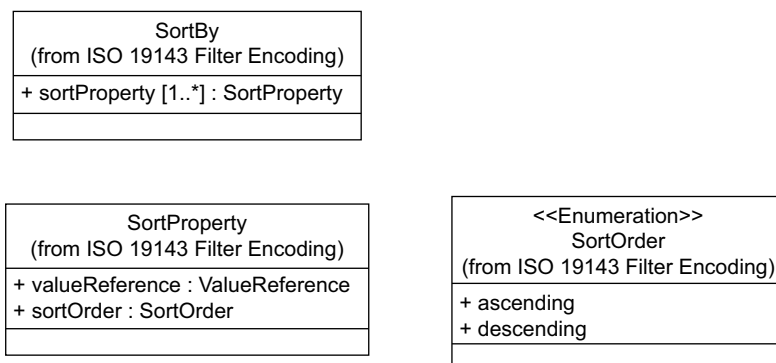 SortBy
(from ISO 19143 Filter Encoding)
+ sortProperty [1..*] : SortProperty
SortProperty
(from ISO 19143 Filter Encoding)
+ valueReference : ValueReference
+ sortOrder : SortOrder
<<Enumeration>>
SortOrder
(from ISO 19143 Filter Encoding)
+ ascending
+ descending